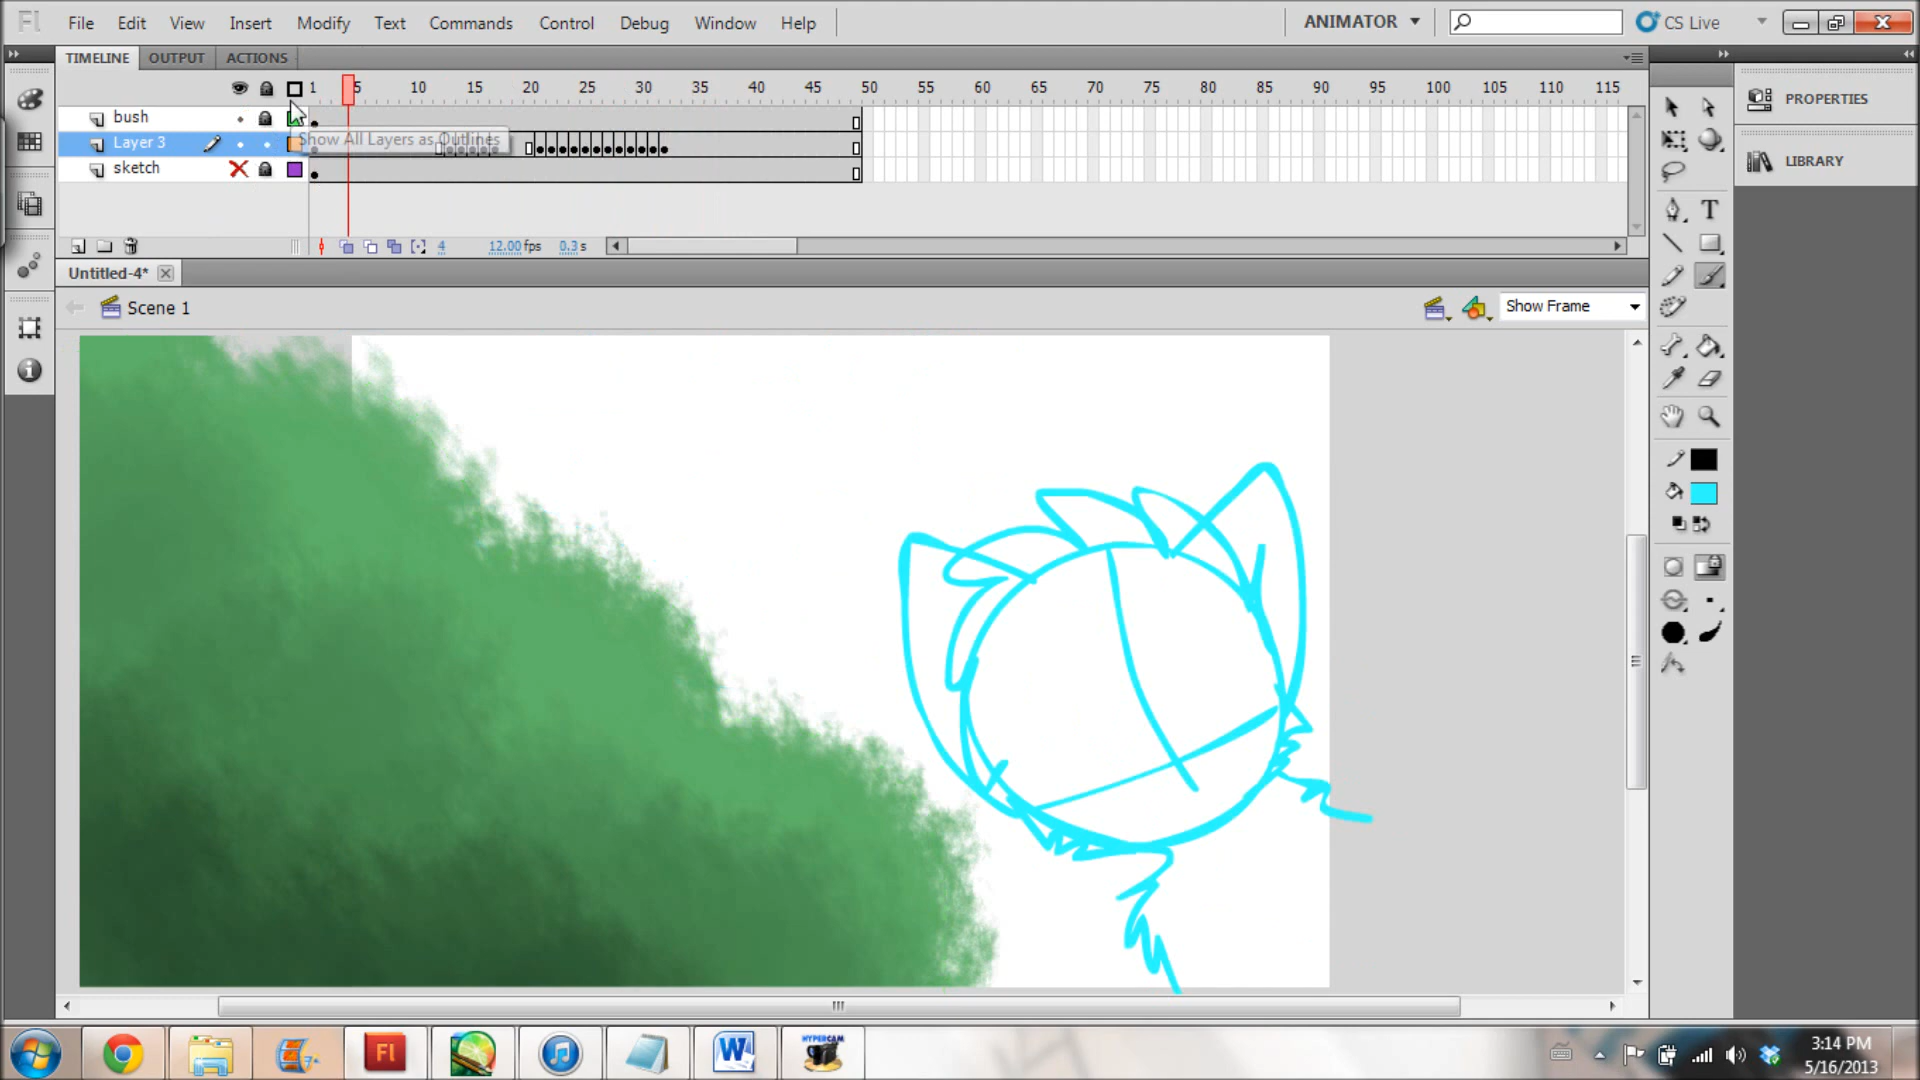 Fl File Edit View Insert Modify Text Commands Control Debug Window Help ANIMATOR CS Live
TIMELINE OUTPUT ACTIONS
1 5 10 15 20 25 30 35 40 45 50 55 60 65 70 75 80 85 90 95 100 105 110 115
bush
Layer 3
Show All Layers as Outlines
sketch
4 12.00 fps 0.3 s
PROPERTIES
LIBRARY
Untitled-4*
Scene 1
Show Frame
T
Fl
W
HYPERCAM
3:14 PM
5/16/2013